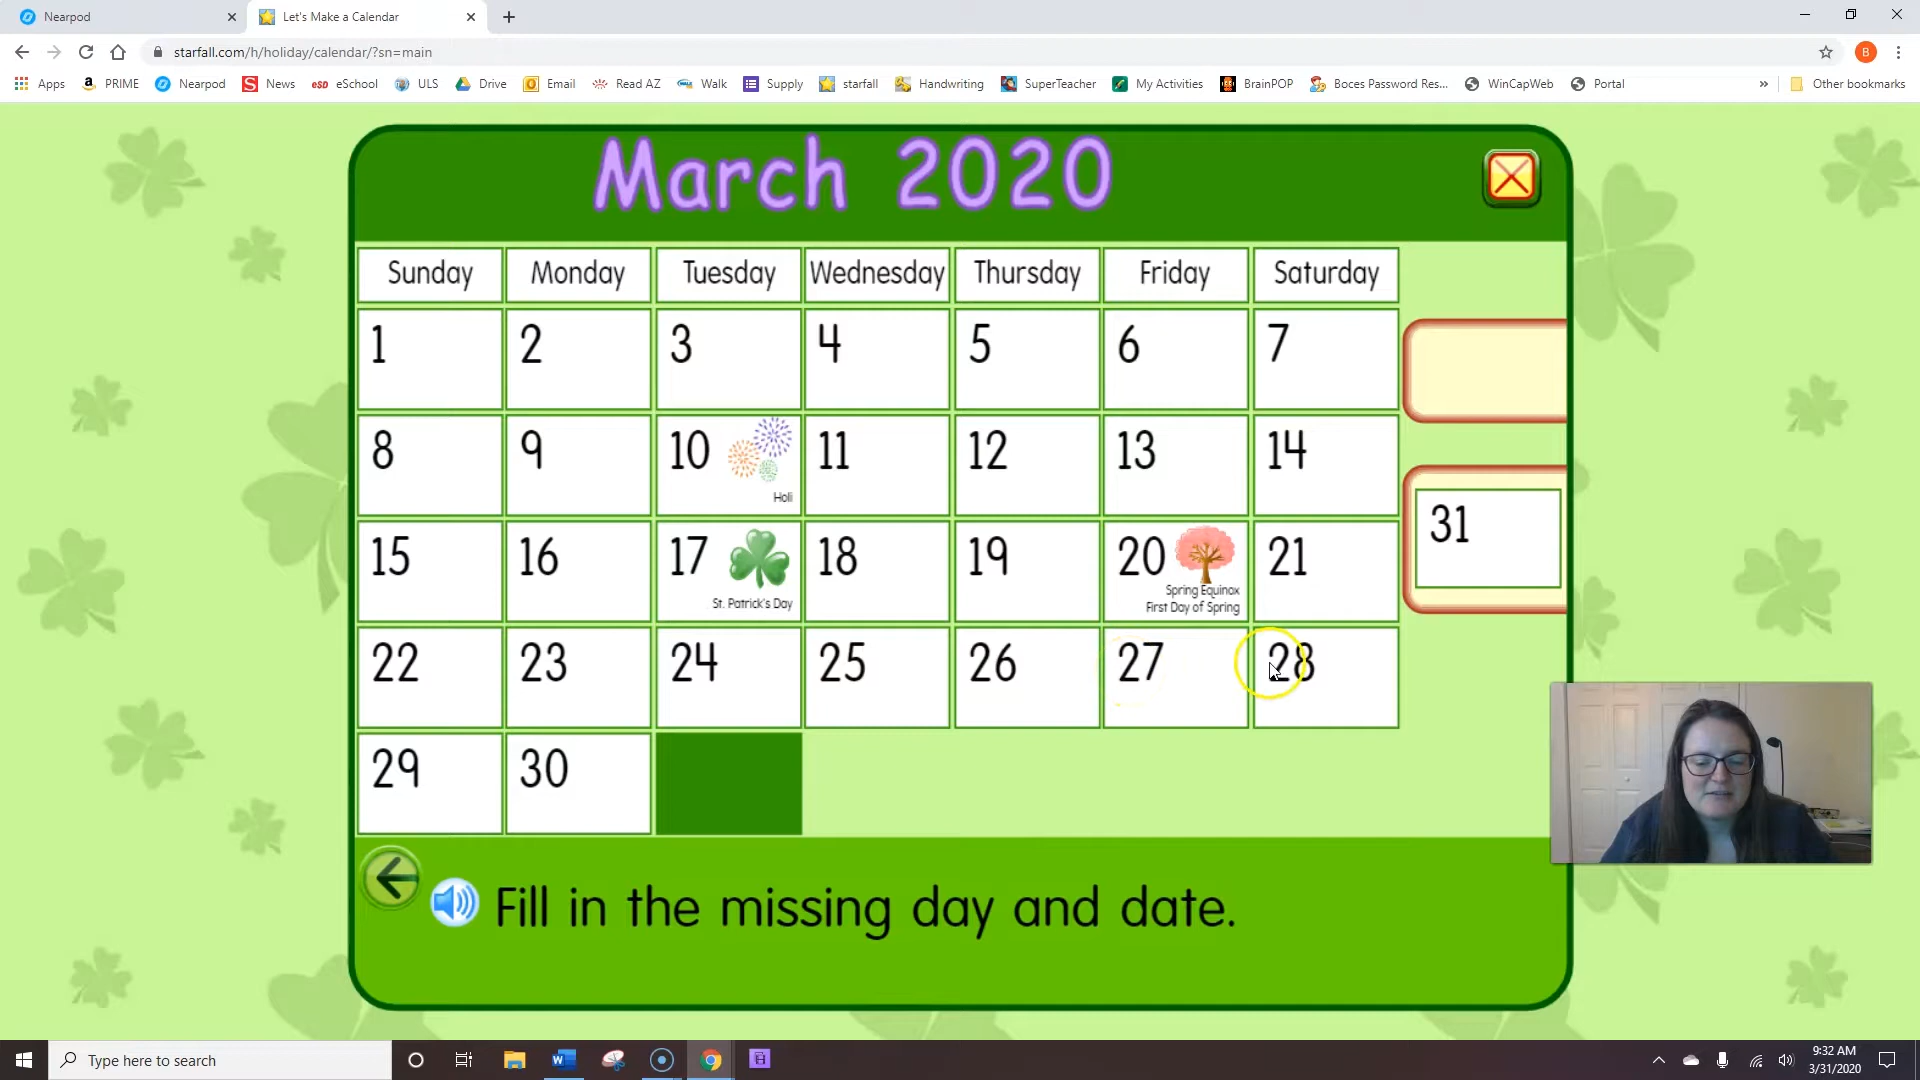 Nearpod
Let's Make a Calendar
starfall.com/h/holiday/calendar/?sn=main
B
Apps PRIME Nearpod News eSchool ULS Drive Email Read AZ Walk Supply starfall Handwriting SuperTeacher My Activities BrainPOP Boces Password Res... WinCapWeb Portal » Other bookmarks
March 2020
Sunday Monday Tuesday Wednesday Thursday Friday Saturday
1 2 3 4 5 6 7
8 9 10 11 12 13 14
Holi
15 16 17 18 19 20 21
St. Patrick's Day
Spring Equinox
First Day of Spring
31
22 23 24 25 26 27 28
29 30
Fill in the missing day and date.
Type here to search
9:32 AM
3/31/2020